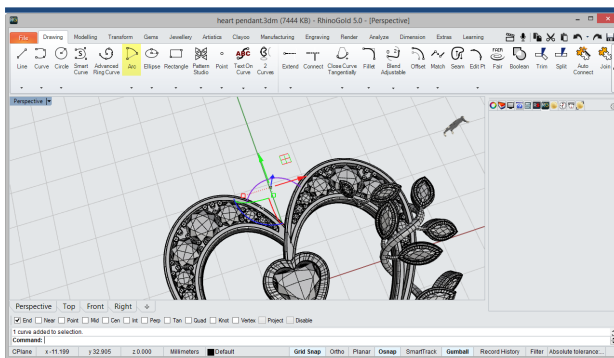 heart pendant.3dm (7444 KB) - RhinoGold 5.0 - [Perspective]
File Drawing Modelling Transform Gems Jewellery Artistics Clayoo Manufacturing Engraving Render Analyze Dimension Extras Learning
Line Curve Circle Smart Curve Advanced Ring Curve Arc Ellipse Rectangle Pattern Studio Point Text On Curve 2 Curves Extend Connect Close Curve Tangentially Fillet Blend Adjustable Offset Match Seam Edit Pt Fair Boolean Trim Split Auto Connect Join
Perspective
Perspective Top Front Right
End Near Point Mid Cen Int Perp Tan Quad Knot Vertex Project Disable
1 curve added to selection.
Command:
CPlane x -11.199 y 32.905 z 0.000 Millimeters Default Grid Snap Ortho Planar Osnap SmartTrack Gumball Record History Filter Absolute tolerance...